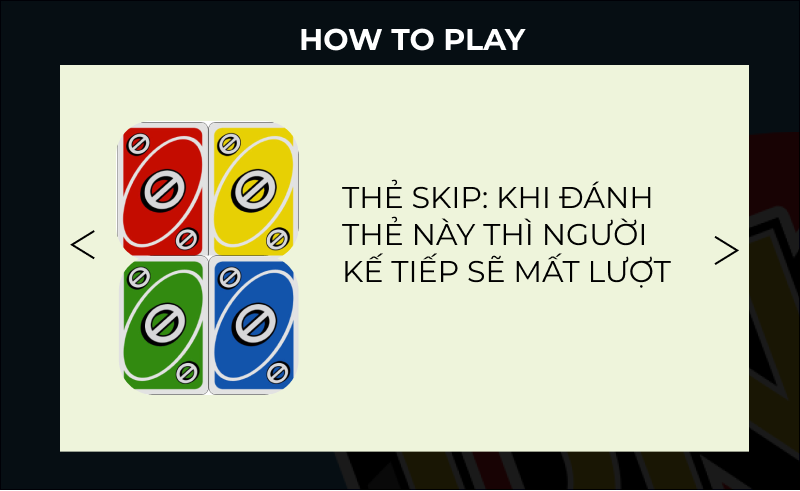 HOW TO PLAY
THẺ SKIP: KHI ĐÁNH
THẺ NÀY THÌ NGƯỜI
KẾ TIẾP SẼ MẤT LƯỢT